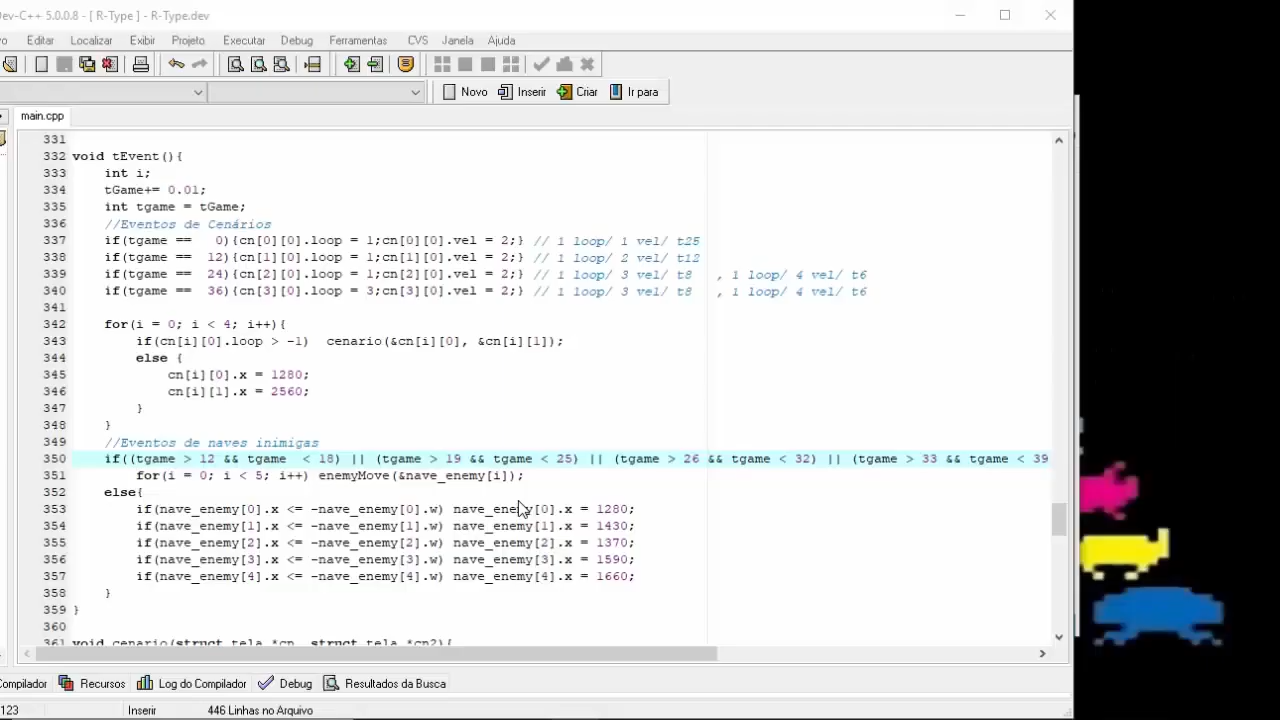 Dev-C++ 5.0.0.8 - [ R-Type ] - R-Type.dev
Editar Localizar Exibir Projeto Executar Debug Ferramentas CVS Janela Ajuda
Novo Inserir Criar Ir para
main.cpp
331
332 void tEvent(){
333     int i;
334     tGame+= 0.01;
335     int tgame = tGame;
336     //Eventos de Cenários
337     if(tgame ==   0){cn[0][0].loop = 1;cn[0][0].vel = 2;} // 1 loop/ 1 vel/ t25
338     if(tgame ==  12){cn[1][0].loop = 1;cn[1][0].vel = 2;} // 1 loop/ 2 vel/ t12
339     if(tgame ==  24){cn[2][0].loop = 1;cn[2][0].vel = 2;} // 1 loop/ 3 vel/ t8   , 1 loop/ 4 vel/ t6
340     if(tgame ==  36){cn[3][0].loop = 3;cn[3][0].vel = 2;} // 1 loop/ 3 vel/ t8   , 1 loop/ 4 vel/ t6
341
342     for(i = 0; i < 4; i++){
343         if(cn[i][0].loop > -1)  cenario(&cn[i][0], &cn[i][1]);
344         else {
345             cn[i][0].x = 1280;
346             cn[i][1].x = 2560;
347         }
348     }
349     //Eventos de naves inimigas
350     if((tgame > 12 && tgame  < 18) || (tgame > 19 && tgame < 25) || (tgame > 26 && tgame < 32) || (tgame > 33 && tgame < 39
351         for(i = 0; i < 5; i++) enemyMove(&nave_enemy[i]);
352     else{
353         if(nave_enemy[0].x <= -nave_enemy[0].w) nave_enemy[0].x = 1280;
354         if(nave_enemy[1].x <= -nave_enemy[1].w) nave_enemy[1].x = 1430;
355         if(nave_enemy[2].x <= -nave_enemy[2].w) nave_enemy[2].x = 1370;
356         if(nave_enemy[3].x <= -nave_enemy[3].w) nave_enemy[3].x = 1590;
357         if(nave_enemy[4].x <= -nave_enemy[4].w) nave_enemy[4].x = 1660;
358     }
359 }
360
361 void cenario(struct tela *cn, struct tela *cn2){
Compilador Recursos Log do Compilador Debug Resultados da Busca
123 Inserir 446 Linhas no Arquivo